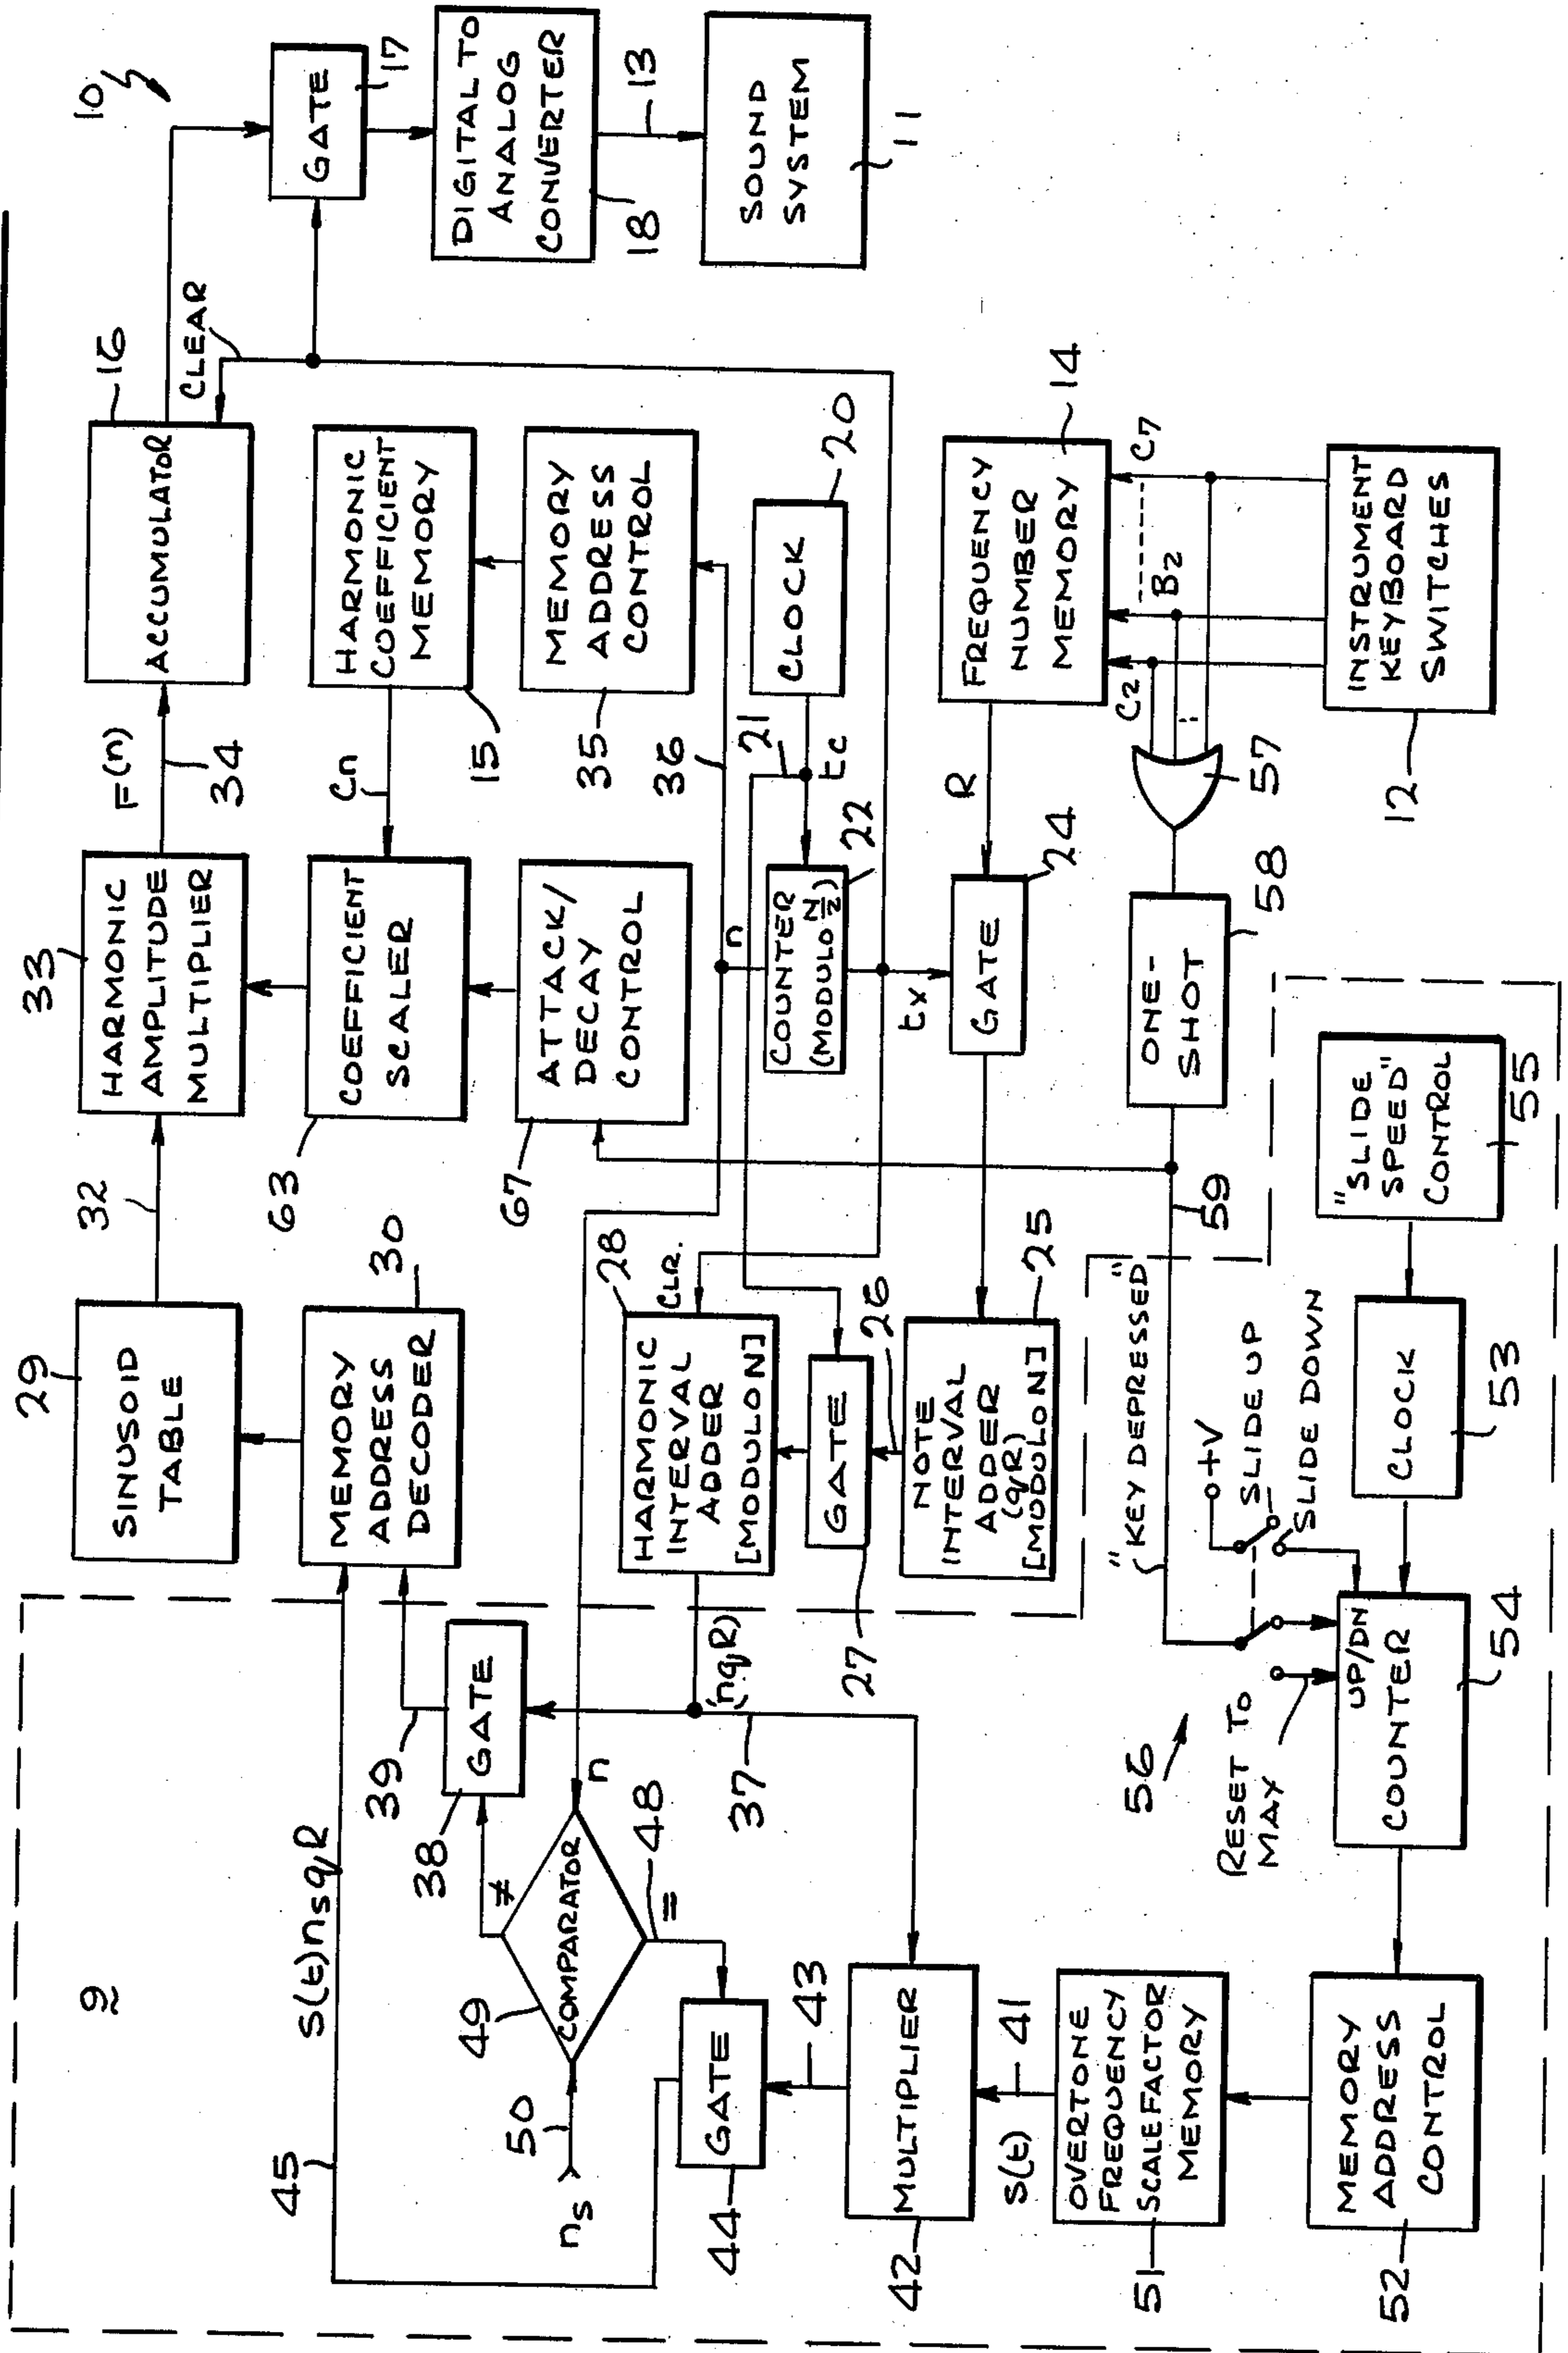 9
45
S(t)nsqR
29
SINUSOID
TABLE
32
33
HARMONIC
AMPLITUDE
MULTIPLIER
F(n)
34
16
ACCUMULATOR
CLEAR
10
GATE
17
30
MEMORY
ADDRESS
DECODER
63
COEFFICIENT
SCALER
Cn
HARMONIC
COEFFICIENT
MEMORY
15
DIGITAL TO
ANALOG
CONVERTER
18
13
39
38
GATE
≠
49
COMPARATOR
50
ns
n
48
=
67
ATTACK/
DECAY
CONTROL
MEMORY
ADDRESS
CONTROL
35
36
SOUND
SYSTEM
11
28
CLR.
HARMONIC
INTERVAL
ADDER
[MODULO N]
(nqR)
37
n
21
CLOCK
20
tc
COUNTER
(MODULO N/2)
22
44
GATE
43
27
GATE
26
tx
NOTE
INTERVAL
ADDER
(qR)
[MODULO N]
25
GATE
24
R
FREQUENCY
NUMBER
MEMORY
14
42
MULTIPLIER
S(t)
41
C2
B2
C7
57
58
ONE-
SHOT
59
"KEY DEPRESSED"
INSTRUMENT
KEYBOARD
SWITCHES
12
51
OVERTONE
FREQUENCY
SCALEFACTOR
MEMORY
56
RESET TO
MAY
+V
SLIDE UP
SLIDE DOWN
52
MEMORY
ADDRESS
CONTROL
UP/DN
COUNTER
54
CLOCK
53
"SLIDE
SPEED"
CONTROL
55